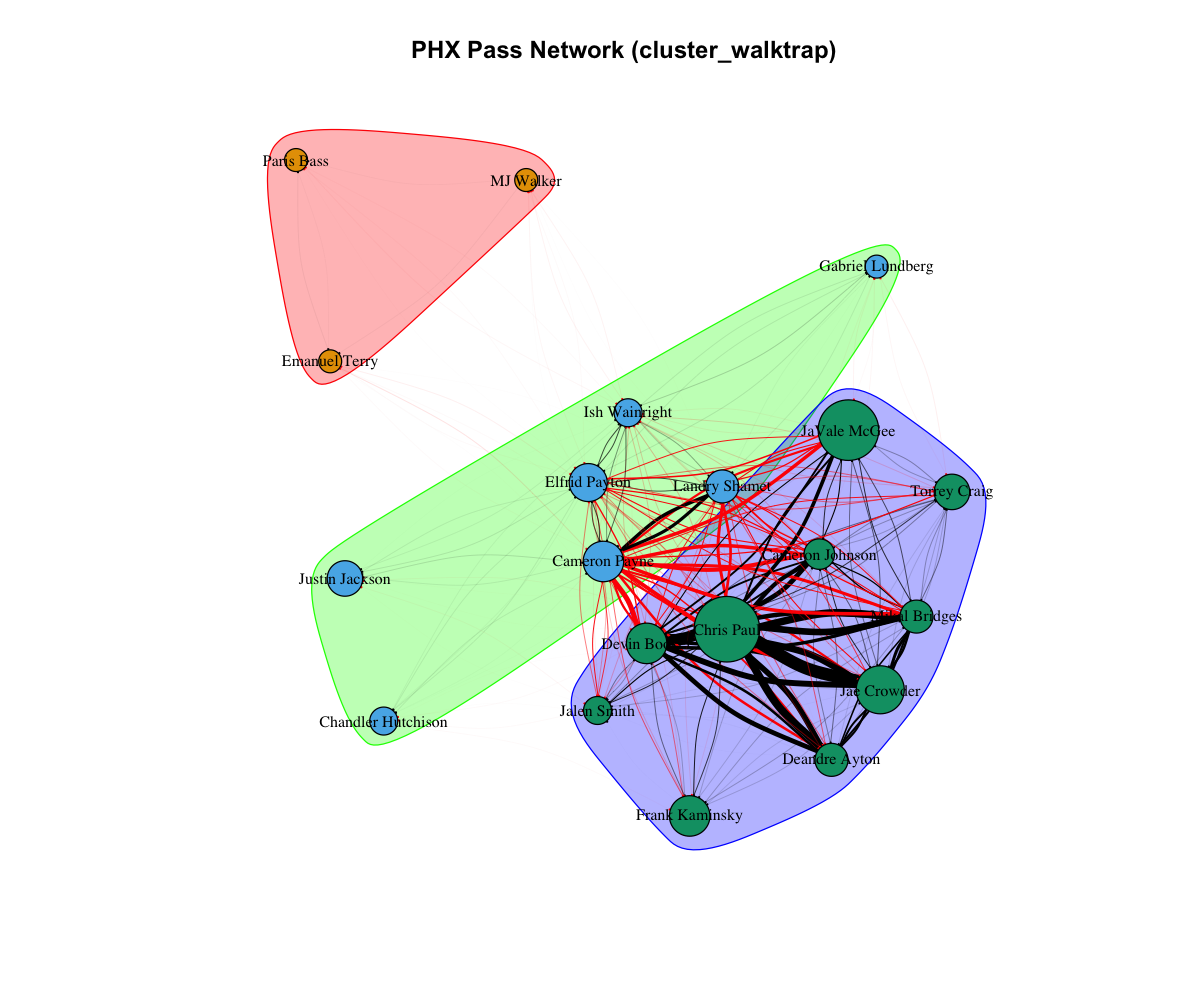 PHX Pass Network (cluster_walktrap)
Paris Bass
MJ Walker
Gabriel Lundberg
Emanuel Terry
Ish Wainright
JaVale McGee
Elfrid Payton
Landry Shamet
Torrey Craig
Cameron Payne
Cameron Johnson
Justin Jackson
Mikal Bridges
Chris Paul
Devin Booker
Jae Crowder
Jalen Smith
Chandler Hutchison
Deandre Ayton
Frank Kaminsky